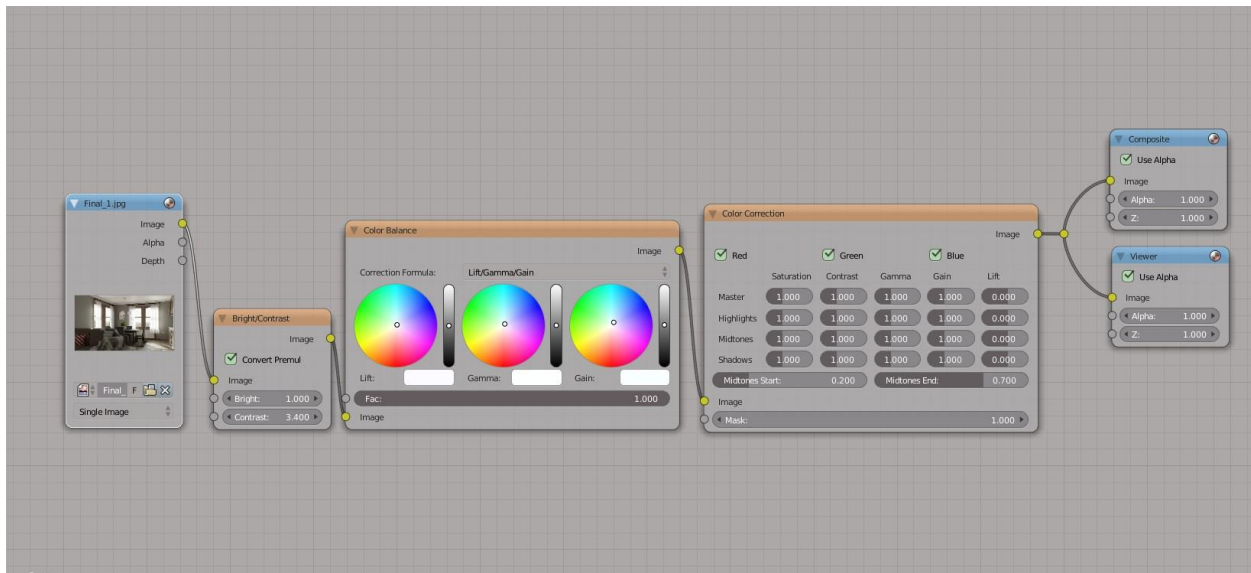 Final_1.jpg
Image
Alpha
Depth
Final_ F
Single Image
Bright/Contrast
Image
Convert Premul
Image
Bright: 1.000
Contrast: 3.400
Color Balance
Image
Correction Formula: Lift/Gamma/Gain
Lift: Gamma: Gain:
Fac: 1.000
Image
Color Correction
Image
Red Green Blue
Saturation Contrast Gamma Gain Lift
Master 1.000 1.000 1.000 1.000 0.000
Highlights 1.000 1.000 1.000 1.000 0.000
Midtones 1.000 1.000 1.000 1.000 0.000
Shadows 1.000 1.000 1.000 1.000 0.000
Midtones Start: 0.200 Midtones End: 0.700
Image
Mask: 1.000
Composite
Use Alpha
Image
Alpha: 1.000
Z: 1.000
Viewer
Use Alpha
Image
Alpha: 1.000
Z: 1.000